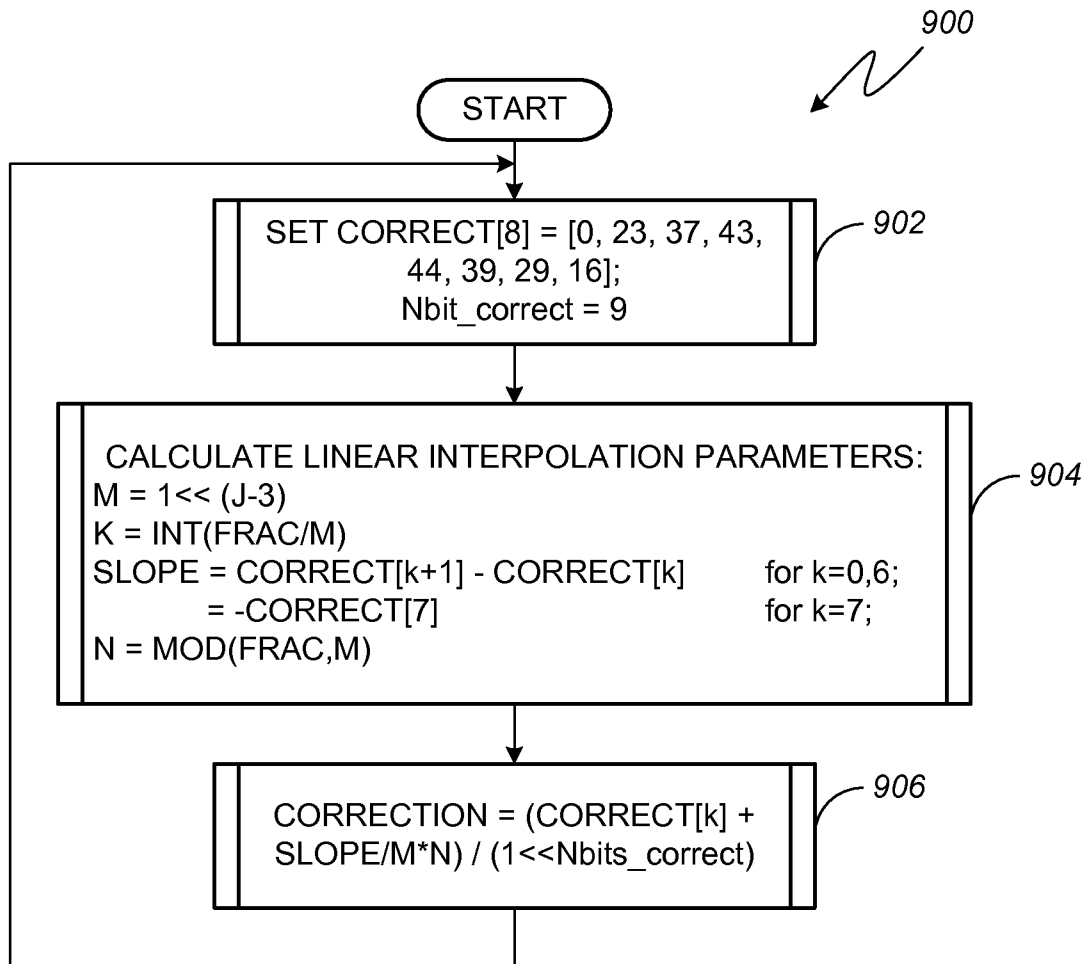 900
START
SET CORRECT[8] = [0, 23, 37, 43,
44, 39, 29, 16];
Nbit_correct = 9
902
CALCULATE LINEAR INTERPOLATION PARAMETERS:
M = 1<< (J-3)
K = INT(FRAC/M)
SLOPE = CORRECT[k+1] - CORRECT[k] for k=0,6;
= -CORRECT[7] for k=7;
N = MOD(FRAC,M)
904
CORRECTION = (CORRECT[k] +
SLOPE/M*N) / (1<<Nbits_correct)
906